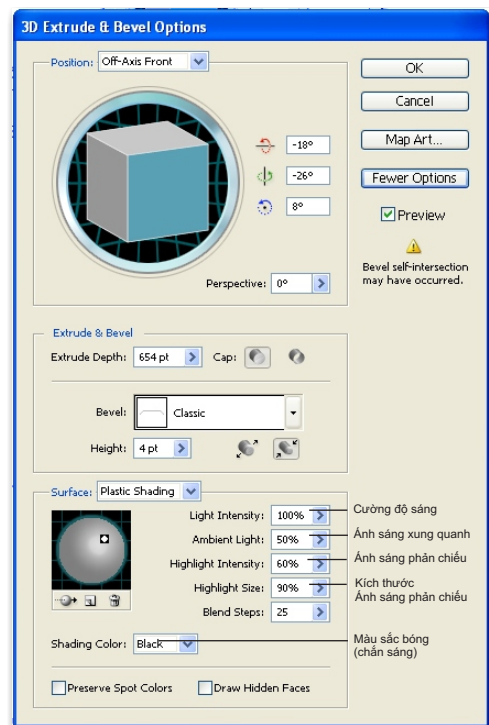 3D Extrude & Bevel Options
Position: Off-Axis Front
OK
Cancel
-18°
Map Art...
-26°
Fewer Options
8°
Preview
Bevel self-intersection
may have occurred.
Perspective: 0°
Extrude & Bevel
Extrude Depth: 654 pt Cap:
Bevel: Classic
Height: 4 pt
Surface: Plastic Shading
Light Intensity: 100% Cường độ sáng
Ambient Light: 50% Ánh sáng xung quanh
Highlight Intensity: 60% Ánh sáng phản chiếu
Highlight Size: 90% Kích thước
Ánh sáng phản chiếu
Blend Steps: 25
Shading Color: Black Màu sắc bóng
(chắn sáng)
Preserve Spot Colors Draw Hidden Faces